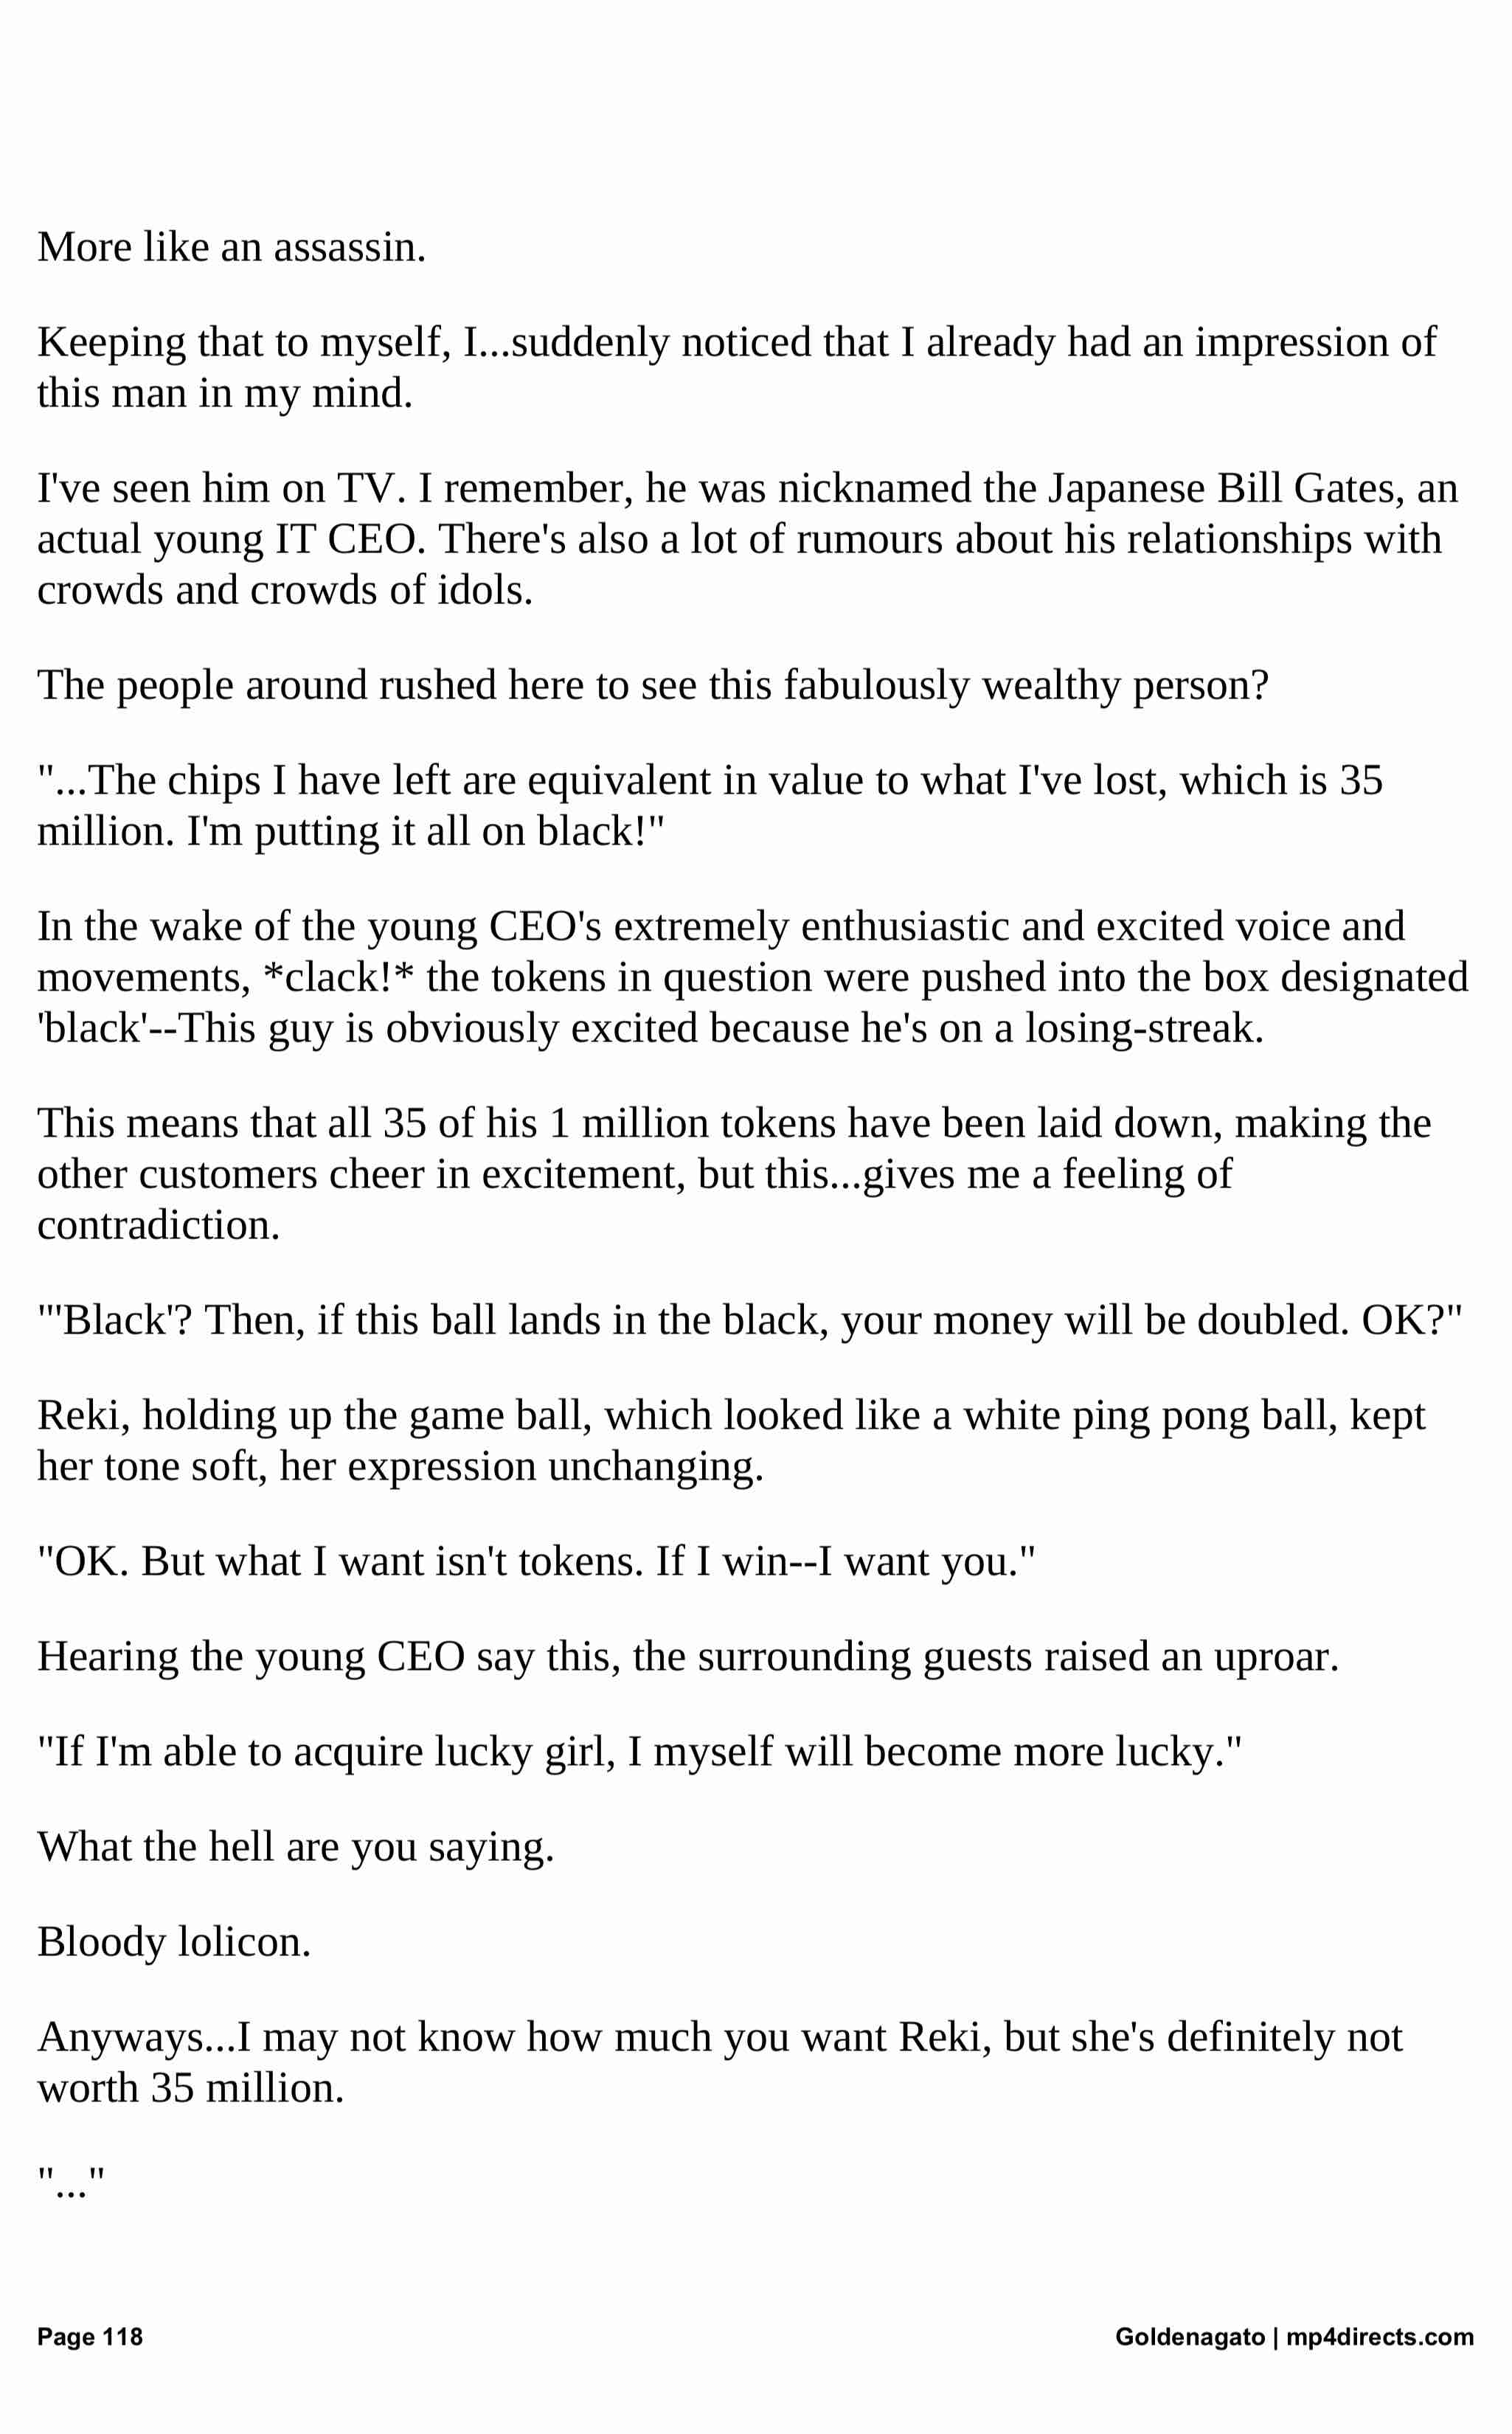 More like an assassin.
Keeping that to myself, I...suddenly noticed that I already had an impression of
this man in my mind.
I've seen him on TV. I remember, he was nicknamed the Japanese Bill Gates, an
actual young IT CEO. There's also a lot of rumours about his relationships with
crowds and crowds of idols.
The people around rushed here to see this fabulously wealthy person?
"...The chips I have left are equivalent in value to what I've lost, which is 35
million. I'm putting it all on black!"
In the wake of the young CEO's extremely enthusiastic and excited voice and
movements, *clack!* the tokens in question were pushed into the box designated
'black'--This guy is obviously excited because he's on a losing-streak.
This means that all 35 of his 1 million tokens have been laid down, making the
other customers cheer in excitement, but this...gives me a feeling of
contradiction.
"'Black'? Then, if this ball lands in the black, your money will be doubled. OK?"
Reki, holding up the game ball, which looked like a white ping pong ball, kept
her tone soft, her expression unchanging.
"OK. But what I want isn't tokens. If I win--I want you."
Hearing the young CEO say this, the surrounding guests raised an uproar.
"If I'm able to acquire lucky girl, I myself will become more lucky."
What the hell are you saying.
Bloody lolicon.
Anyways...I may not know how much you want Reki, but she's definitely not
worth 35 million.
"..."
Page 118
Goldenagato | mp4directs.com